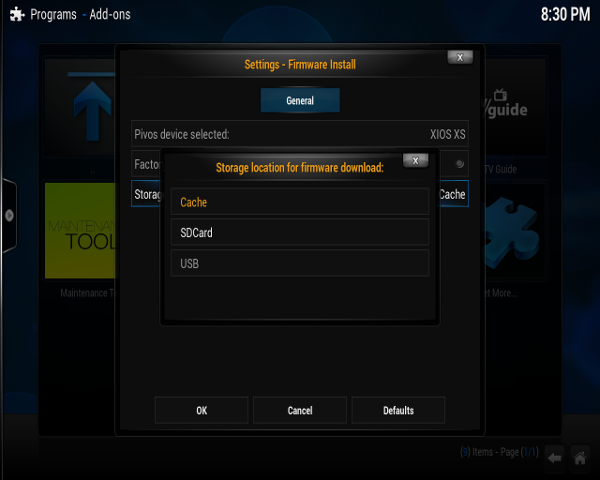 Programs - Add-ons
8:30 PM
Settings - Firmware Install
X
General
Pivos device selected:
XIOS XS
Factor
X
Storage location for firmware download:
Storag
Cache
Cache
SDCard
USB
guide
TV Guide
MAINTENANCE
TOOL
Maintenance T
et More...
OK
Cancel
Defaults
(9) Items - Page (1/1)